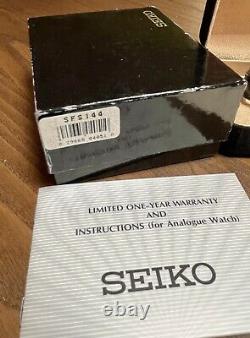 SEIKO
SFS144
LIMITED ONE-YEAR WARRANTY
AND
INSTRUCTIONS (for Analogue Watch)
SEIKO